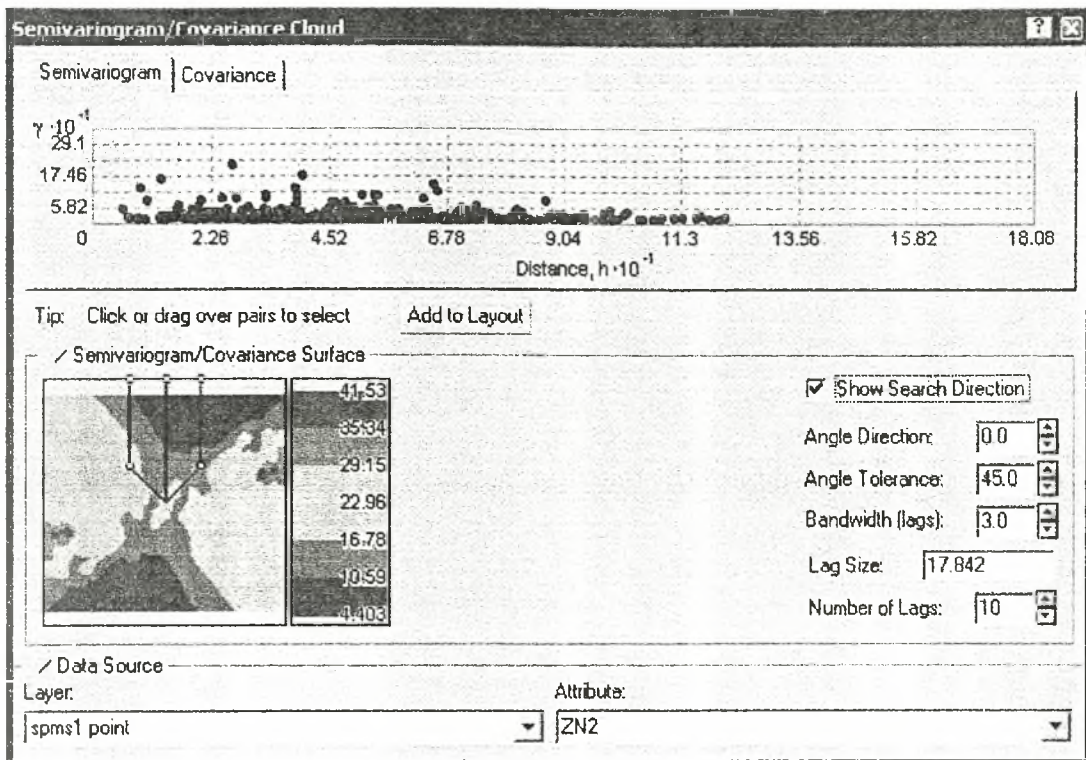 Semivariogram/Covariance Cloud
Semivariogram Covariance
γ·10⁻¹
29.1
17.46
5.82
0 2.26 4.52 6.78 9.04 11.3 13.56 15.82 18.08
Distance, h·10⁻¹
Tip: Click or drag over pairs to select Add to Layout
Semivariogram/Covariance Surface
41.53
35.34
29.15
22.96
16.78
10.59
4.403
Show Search Direction
Angle Direction: 0.0
Angle Tolerance: 45.0
Bandwidth (lags): 3.0
Lag Size: 17.842
Number of Lags: 10
Data Source
Layer: Attribute:
spms1 point ZN2